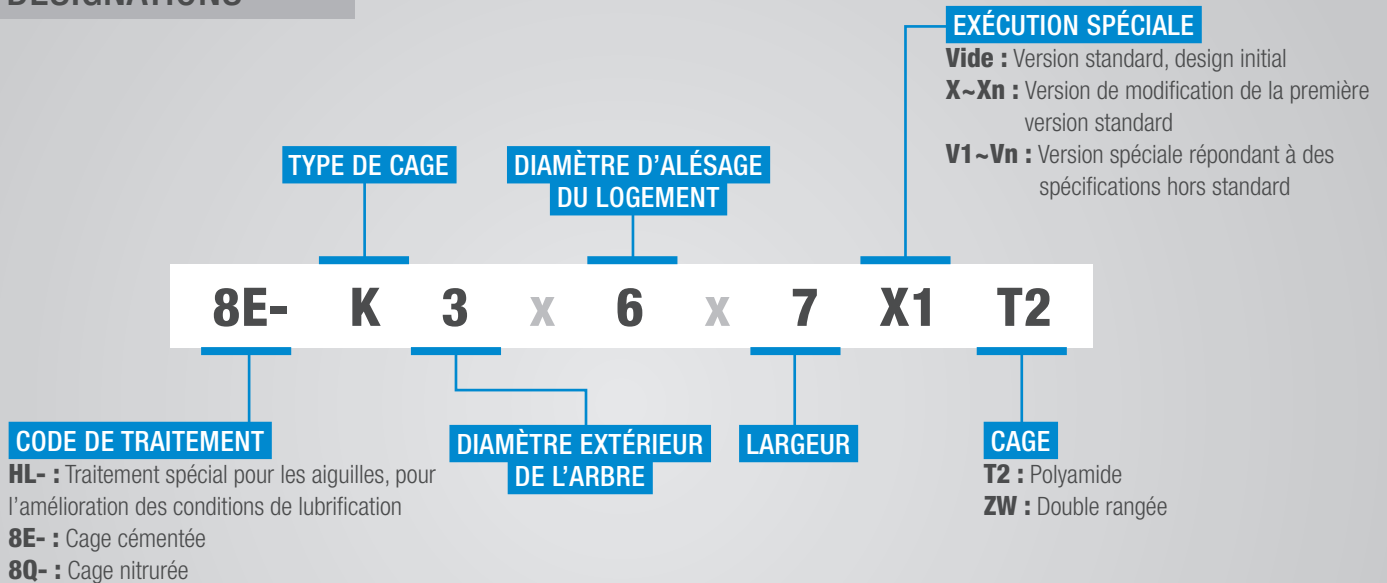 DÉSIGNATIONS
EXÉCUTION SPÉCIALE
Vide : Version standard, design initial
X~Xn : Version de modification de la première
version standard
V1~Vn : Version spéciale répondant à des
spécifications hors standard
TYPE DE CAGE
DIAMÈTRE D'ALÉSAGE
DU LOGEMENT
8E- K 3 x 6 x 7 X1 T2
CODE DE TRAITEMENT
HL- : Traitement spécial pour les aiguilles, pour
l'amélioration des conditions de lubrification
8E- : Cage cémentée
8Q- : Cage nitrurée
DIAMÈTRE EXTÉRIEUR
DE L'ARBRE
LARGEUR
CAGE
T2 : Polyamide
ZW : Double rangée